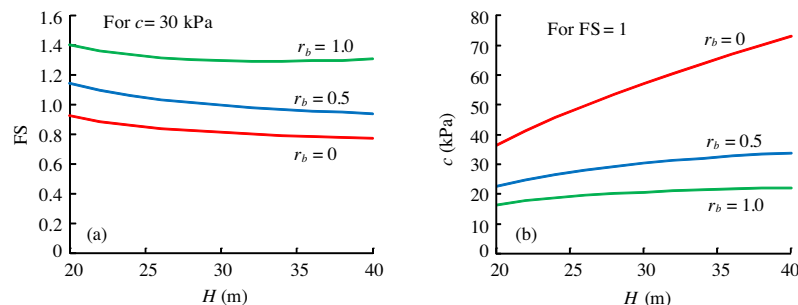 For c= 30 kPa
1.6
1.4
1.2
1.0
0.8
0.6
0.4
0.2
0
FS
r_b = 1.0
r_b = 0.5
r_b = 0
(a)
20 25 30 35 40
H (m)
For FS = 1
80
70
60
50
40
30
20
10
0
c (kPa)
r_b = 0
r_b = 0.5
r_b = 1.0
(b)
20 25 30 35 40
H (m)